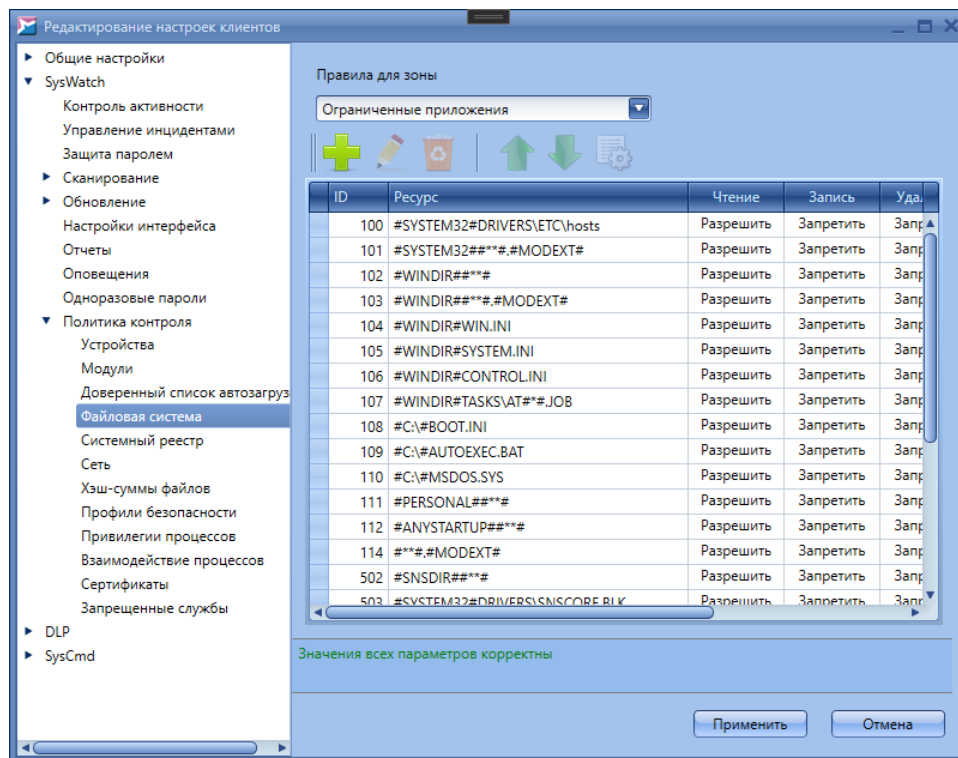 Редактирование настроек клиентов
Общие настройки
SysWatch
Контроль активности
Управление инцидентами
Защита паролем
Сканирование
Обновление
Настройки интерфейса
Отчеты
Оповещения
Одноразовые пароли
Политика контроля
Устройства
Модули
Доверенный список автозагруз
Файловая система
Системный реестр
Сеть
Хэш-суммы файлов
Профили безопасности
Привилегии процессов
Взаимодействие процессов
Сертификаты
Запрещенные службы
DLP
SysCmd
Правила для зоны
Ограниченные приложения
ID Ресурс Чтение Запись Уда.
100 #SYSTEM32#DRIVERS\ETC\hosts Разрешить Запретить Запр
101 #SYSTEM32##**#.#MODEXT# Разрешить Запретить Запр
102 #WINDIR##**# Разрешить Запретить Запр
103 #WINDIR##**#.#MODEXT# Разрешить Запретить Запр
104 #WINDIR#WIN.INI Разрешить Запретить Запр
105 #WINDIR#SYSTEM.INI Разрешить Запретить Запр
106 #WINDIR#CONTROL.INI Разрешить Запретить Запр
107 #WINDIR#TASKS\AT#*#.JOB Разрешить Запретить Запр
108 #C:\#BOOT.INI Разрешить Запретить Запр
109 #C:\#AUTOEXEC.BAT Разрешить Запретить Запр
110 #C:\#MSDOS.SYS Разрешить Запретить Запр
111 #PERSONAL##**# Разрешить Запретить Запр
112 #ANYSTARTUP##**# Разрешить Запретить Запр
114 #**#.#MODEXT# Разрешить Запретить Запр
502 #SNSDIR##**# Разрешить Запретить Запр
503 #SYSTEM32#DRIVERS\SNSCORE.BLK Разрешить Запретить Запр
Значения всех параметров корректны
Применить Отмена